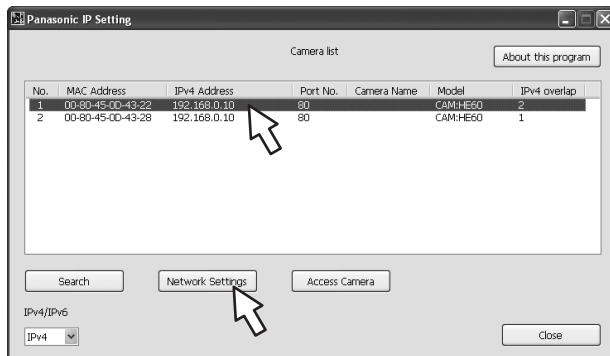 Panasonic IP Setting
Camera list
About this program
No. MAC Address IPv4 Address Port No. Camera Name Model IPv4 overlap
1 00-80-45-0D-43-22 192.168.0.10 80 CAM:HE60 2
2 00-80-45-0D-43-28 192.168.0.10 80 CAM:HE60 1
Search Network Settings Access Camera
IPv4/IPv6
IPv4 Close